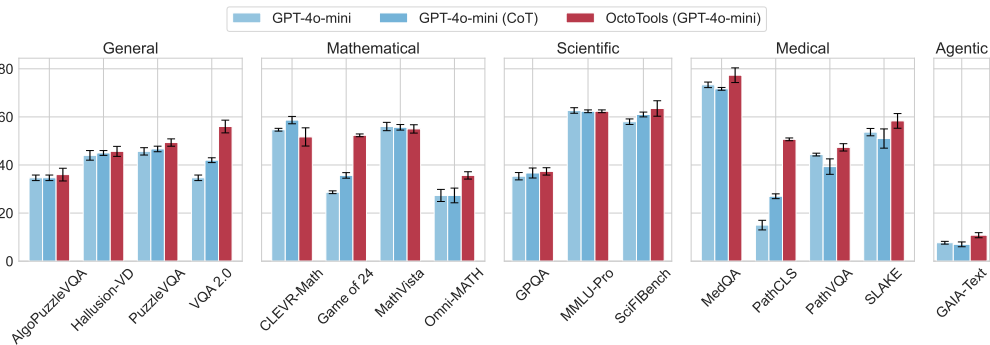 GPT-4o-mini GPT-4o-mini (CoT) OctoTools (GPT-4o-mini)
General Mathematical Scientific Medical Agentic
80
60
40
20
0
AlgoPuzzleVQA Hallusion-VD PuzzleVQA VQA 2.0 CLEVR-Math Game of 24 MathVista Omni-MATH GPQA MMLU-Pro SciFIBench MedQA PathCLS PathVQA SLAKE GAIA-Text